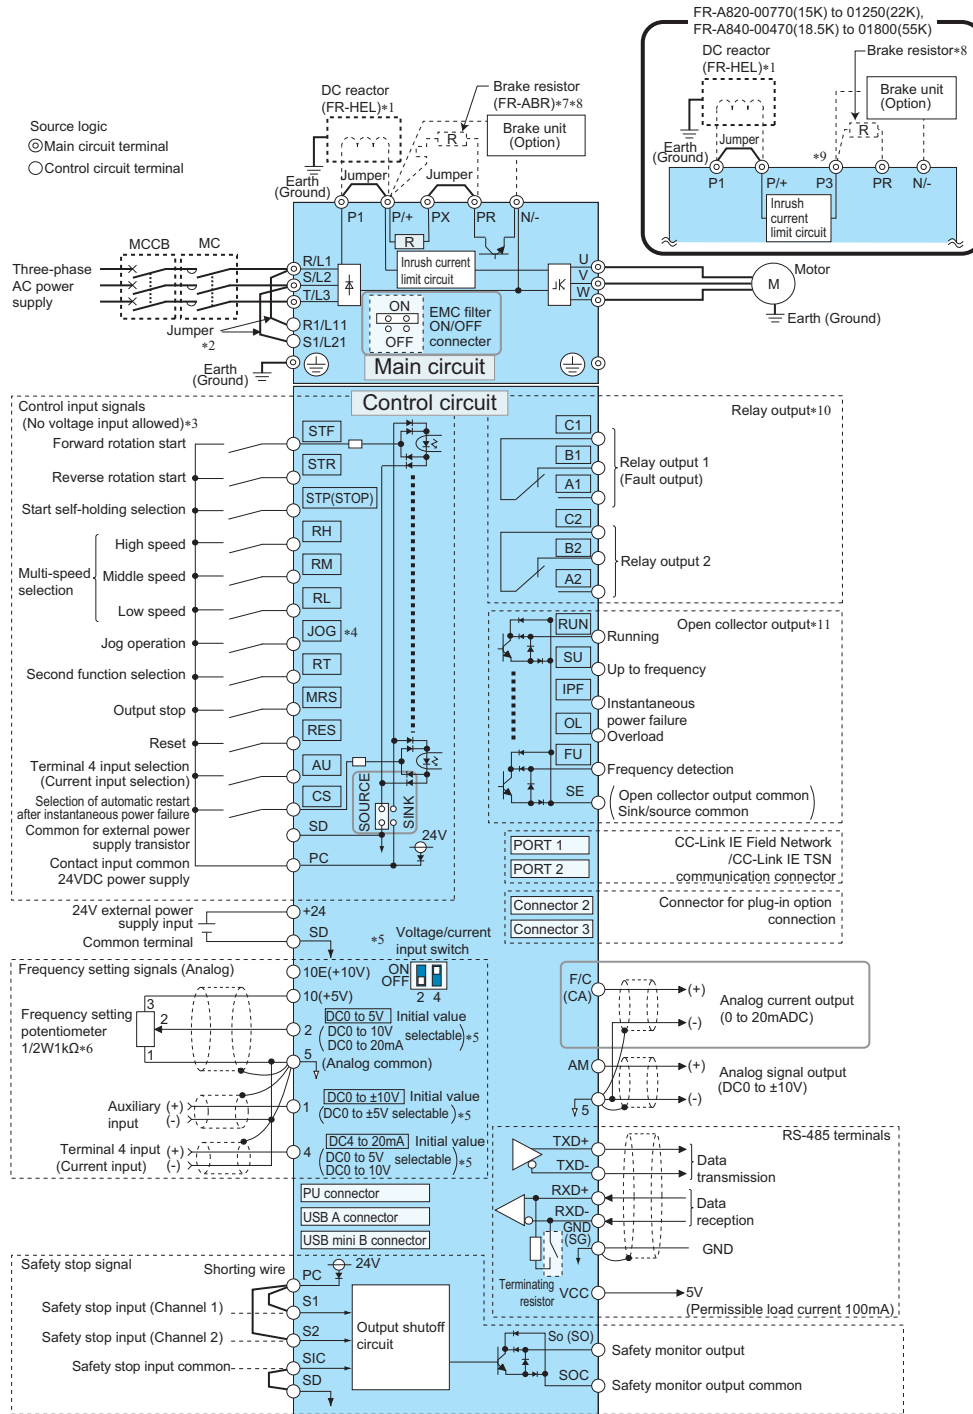 FR-A820-00770(15K) to 01250(22K),
FR-A840-00470(18.5K) to 01800(55K)
DC reactor
(FR-HEL)*1
Brake resistor*8
Brake unit
(Option)
R
Earth
(Ground)
Jumper
*9
P1
P/+
P3
PR
N/-
Inrush
current
limit circuit
Source logic
Main circuit terminal
Control circuit terminal
DC reactor
(FR-HEL)*1
Brake resistor
(FR-ABR)*7*8
Brake unit
(Option)
R
Earth
(Ground)
Jumper
Jumper
P1
P/+
PX
PR
N/-
R
Inrush current
limit circuit
MCCB
MC
Three-phase
AC power
supply
R/L1
S/L2
T/L3
R1/L11
S1/L21
Jumper
*2
Earth
(Ground)
ON
OFF
EMC filter
ON/OFF
connecter
U
V
W
Motor
M
Earth (Ground)
Main circuit
Control circuit
Control input signals
(No voltage input allowed)*3
Forward rotation start
STF
Reverse rotation start
STR
Start self-holding selection
STP(STOP)
Multi-speed
selection
High speed
RH
Middle speed
RM
Low speed
RL
Jog operation
JOG *4
Second function selection
RT
Output stop
MRS
Reset
RES
Terminal 4 input selection
(Current input selection)
AU
Selection of automatic restart
after instantaneous power failure
CS
Common for external power
supply transistor
SD
Contact input common
24VDC power supply
PC
SOURCE
SINK
24V
Relay output*10
C1
B1
A1
Relay output 1
(Fault output)
C2
B2
A2
Relay output 2
Open collector output*11
RUN
Running
SU
Up to frequency
IPF
Instantaneous
power failure
OL
Overload
FU
Frequency detection
SE
Open collector output common
Sink/source common
PORT 1
PORT 2
CC-Link IE Field Network
/CC-Link IE TSN
communication connector
Connector 2
Connector 3
Connector for plug-in option
connection
24V external power
supply input
+24
Common terminal
SD
*5
Voltage/current
input switch
ON
OFF
2 4
Frequency setting signals (Analog)
Frequency setting
potentiometer
1/2W1kΩ*6
3
2
1
10E(+10V)
10(+5V)
2
DC0 to 5V Initial value
(DC0 to 10V
DC0 to 20mA selectable)*5
5
(Analog common)
Auxiliary
input
(+)
(-)
1
DC0 to ±10V Initial value
(DC0 to ±5V selectable)*5
Terminal 4 input
(Current input)
(+)
(-)
4
DC4 to 20mA Initial value
(DC0 to 5V
DC0 to 10V selectable)*5
F/C
(CA)
(+)
(-)
Analog current output
(0 to 20mADC)
AM
(+)
(-)
5
Analog signal output
(DC0 to ±10V)
RS-485 terminals
TXD+
TXD-
Data
transmission
RXD+
RXD-
Data
reception
GND
(SG)
GND
Terminating
resistor
VCC
5V
(Permissible load current 100mA)
PU connector
USB A connector
USB mini B connector
Safety stop signal
Shorting wire
PC
24V
Safety stop input (Channel 1)
S1
Safety stop input (Channel 2)
S2
Safety stop input common
SIC
SD
Output shutoff
circuit
So (SO)
Safety monitor output
SOC
Safety monitor output common